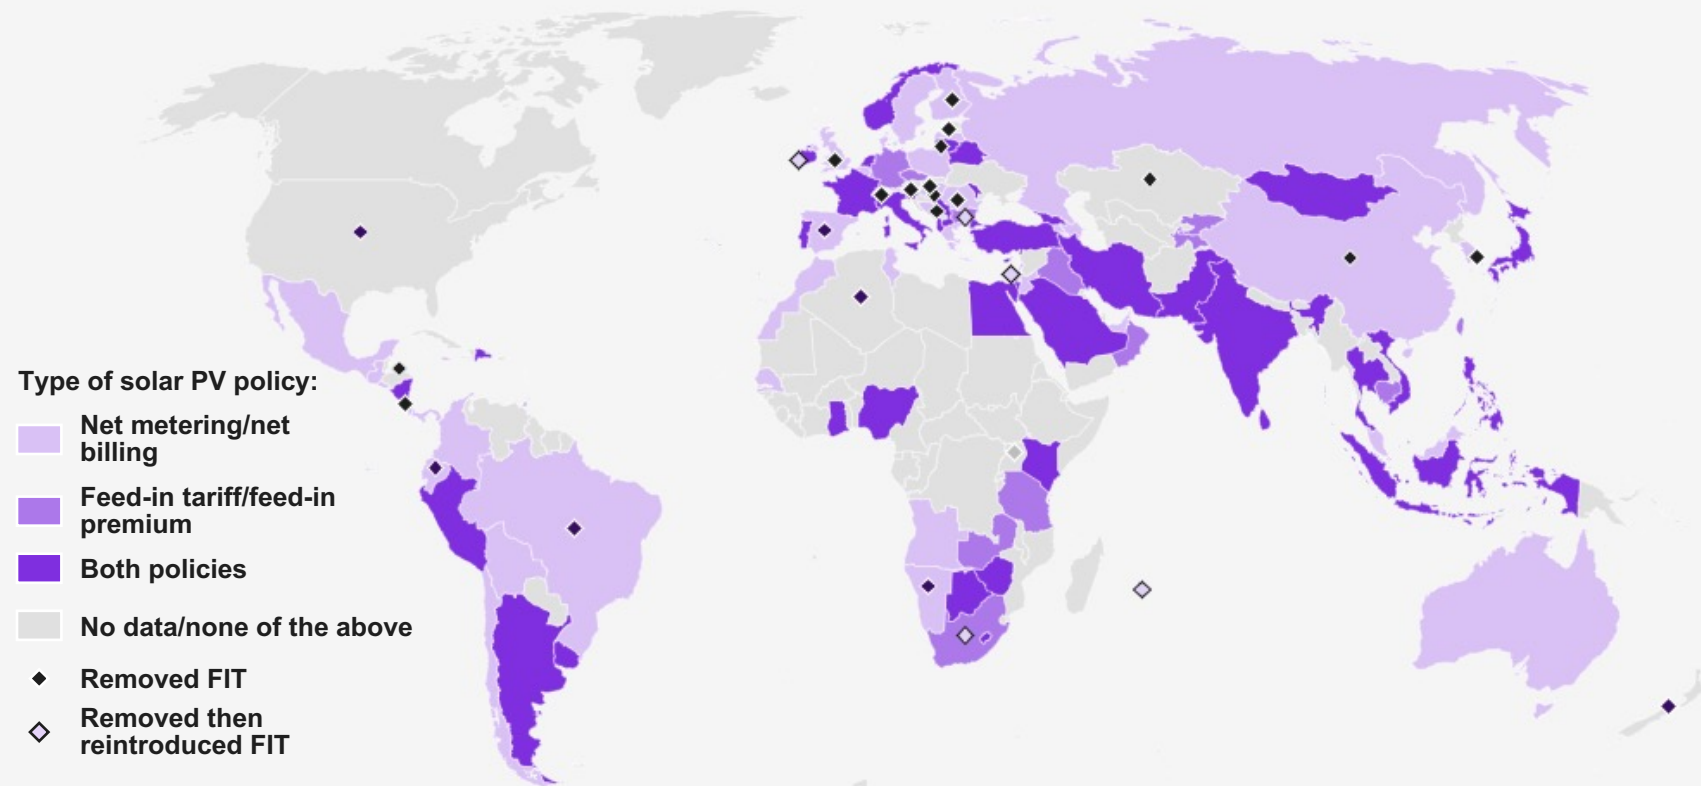 Type of solar PV policy:
Net metering/net
billing
Feed-in tariff/feed-in
premium
Both policies
No data/none of the above
Removed FIT
Removed then
reintroduced FIT